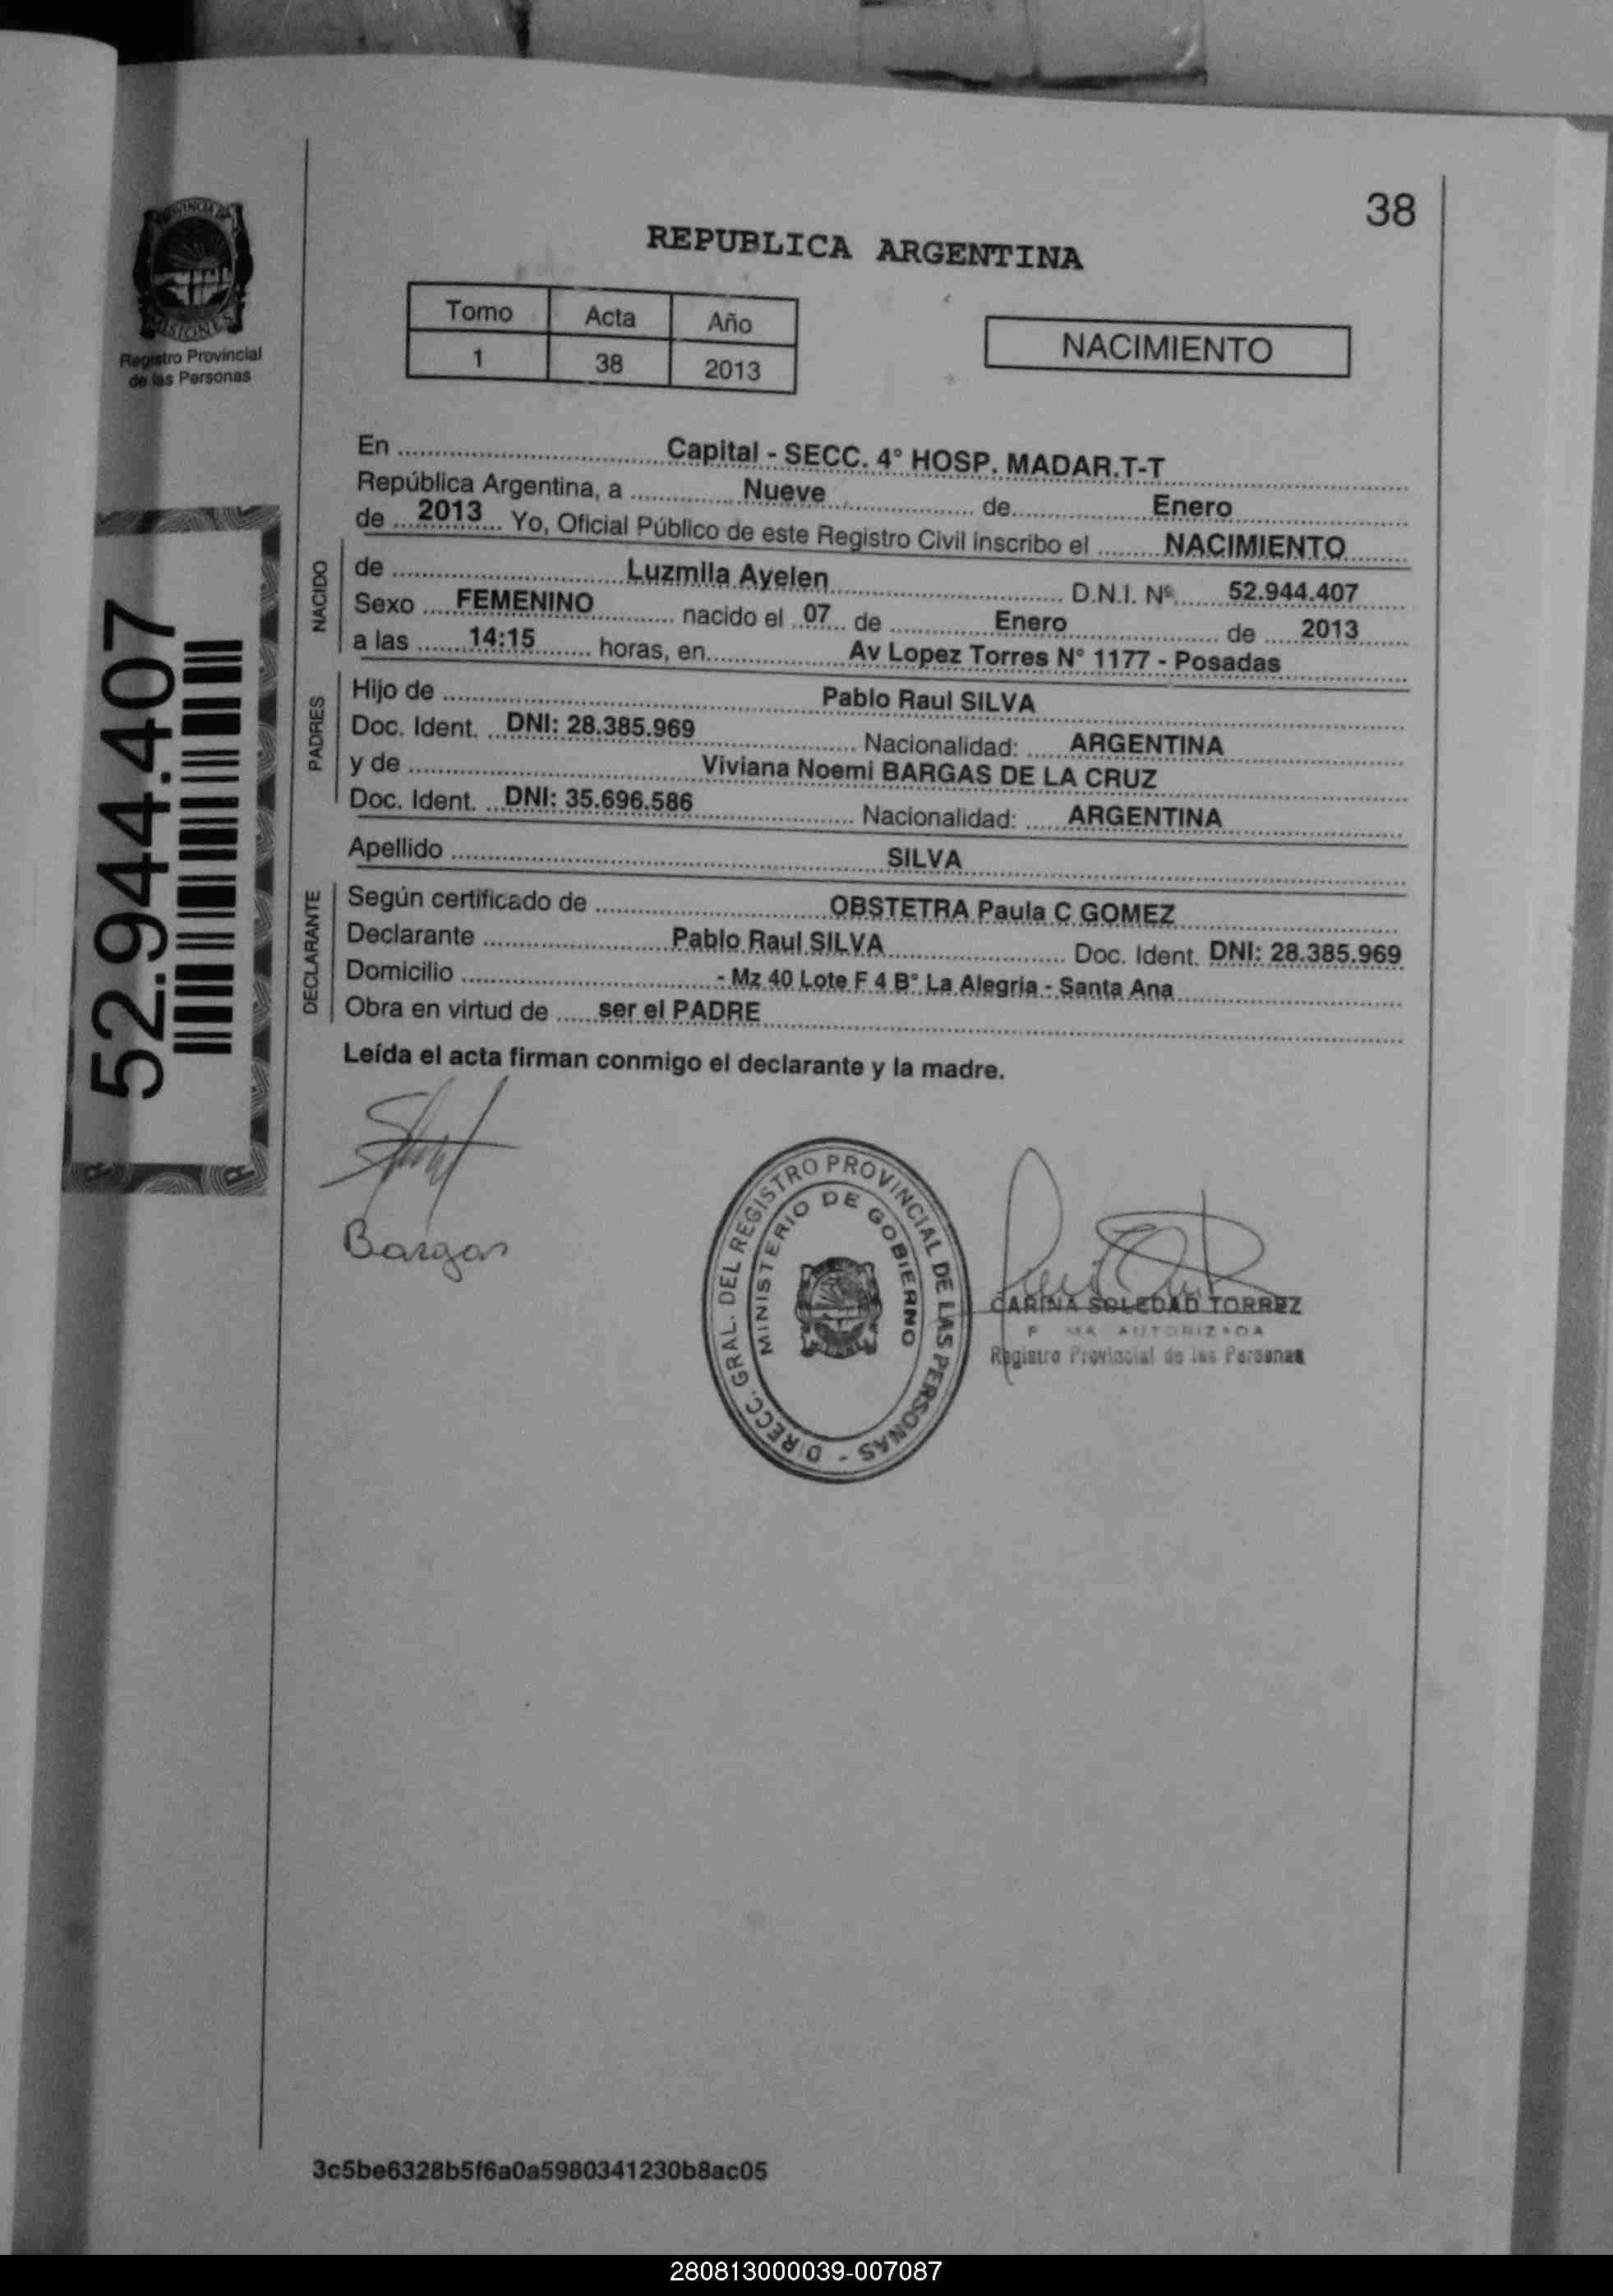 38
PROVINCIA DE
MISIONES
Registro Provincial
de las Personas
REPUBLICA ARGENTINA
Tomo Acta Año
1 38 2013
NACIMIENTO
En Capital - SECC. 4° HOSP. MADAR.T-T
República Argentina, a Nueve de Enero
de 2013 Yo, Oficial Público de este Registro Civil inscribo el NACIMIENTO
NACIDO
de Luzmila Ayelen D.N.I. Nº 52.944.407
Sexo FEMENINO nacido el 07 de Enero de 2013
a las 14:15 horas, en Av Lopez Torres N° 1177 - Posadas
PADRES
Hijo de Pablo Raul SILVA
Doc. Ident. DNI: 28.385.969 Nacionalidad: ARGENTINA
y de Viviana Noemi BARGAS DE LA CRUZ
Doc. Ident. DNI: 35.696.586 Nacionalidad: ARGENTINA
Apellido SILVA
DECLARANTE
Según certificado de OBSTETRA Paula C GOMEZ
Declarante Pablo Raul SILVA Doc. Ident. DNI: 28.385.969
Domicilio - Mz 40 Lote F 4 B° La Alegria - Santa Ana
Obra en virtud de ser el PADRE
Leída el acta firman conmigo el declarante y la madre.
52.944.407
Bargas
DIRECC. GRAL. DEL REGISTRO PROVINCIAL DE LAS PERSONAS -
MINISTERIO DE GOBIERNO
CARINA SOLEDAD TORREZ
AUTORIZADA
Registro Provincial de las Personas
3c5be6328b5f6a0a5980341230b8ac05
280813000039-007087